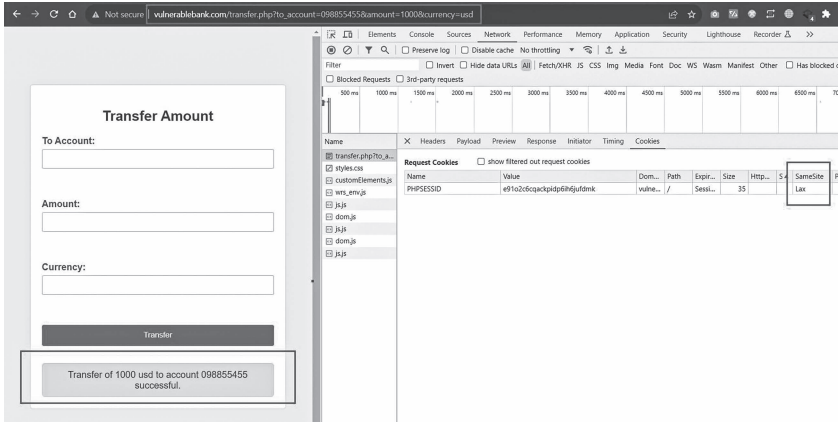 Not secure vulnerablebank.com/transfer.php?to_account=098855455&amount=1000&currency=usd
Elements Console Sources Network Performance Memory Application Security Lighthouse Recorder
Preserve log Disable cache No throttling
Filter Invert Hide data URLs All Fetch/XHR JS CSS Img Media Font Doc WS Wasm Manifest Other Has blocked c
Blocked Requests 3rd-party requests
500 ms 1000 ms 1500 ms 2000 ms 2500 ms 3000 ms 3500 ms 4000 ms 4500 ms 5000 ms 5500 ms 6000 ms 6500 ms 70
Transfer Amount
To Account:
Amount:
Currency:
Transfer
Transfer of 1000 usd to account 098855455
successful.
Name
transfer.php?to_a...
styles.css
customElements.js
wrs_env.js
js.js
dom.js
js.js
dom.js
js.js
Headers Payload Preview Response Initiator Timing Cookies
Request Cookies show filtered out request cookies
Name Value Dom... Path Expir... Size Http... S SameSite P
PHPSESSID e91o2c6cqackpidp6ih6jufdmk vulne... / Sessi... 35 Lax